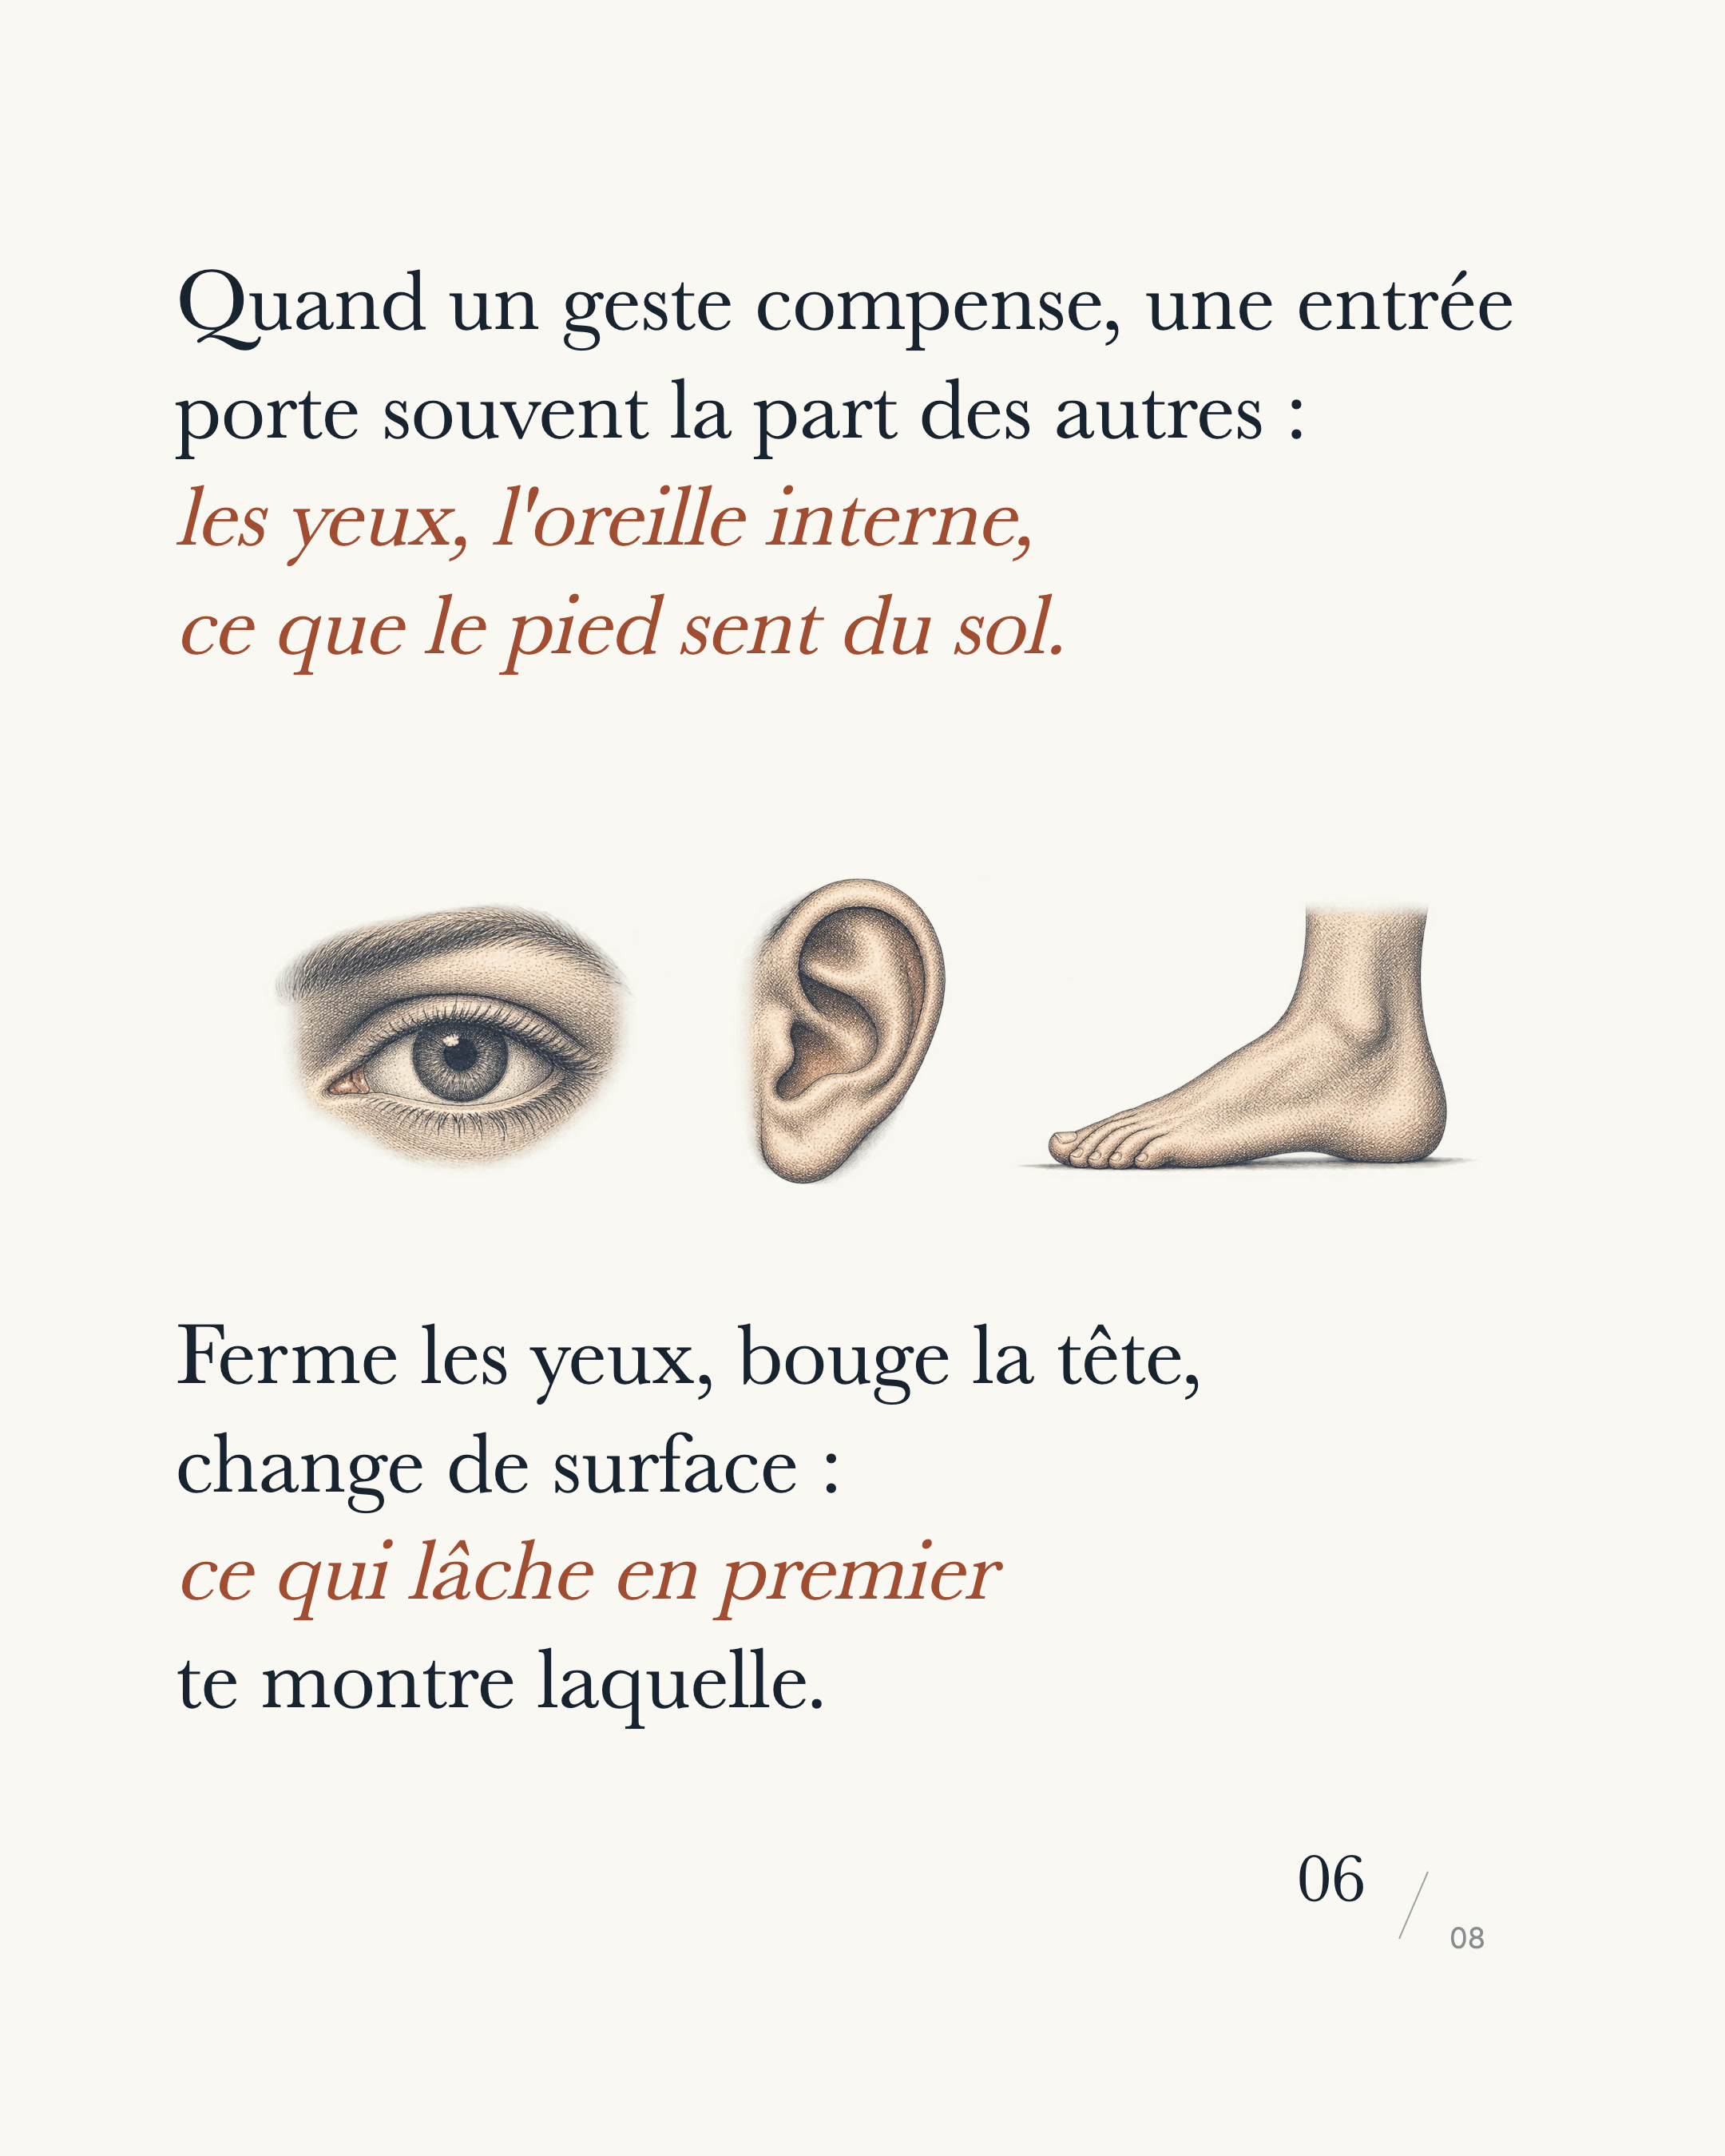 Quand un geste compense, une entrée
porte souvent la part des autres :
les yeux, l'oreille interne,
ce que le pied sent du sol.
Ferme les yeux, bouge la tête,
change de surface :
ce qui lâche en premier
te montre laquelle.
06 / 08